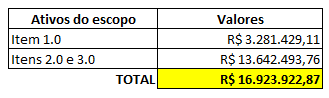 Ativos do escopo Valores
Item 1.0 R$ 3.281.429,11
Itens 2.0 e 3.0 R$ 13.642.493,76
TOTAL R$ 16.923.922,87